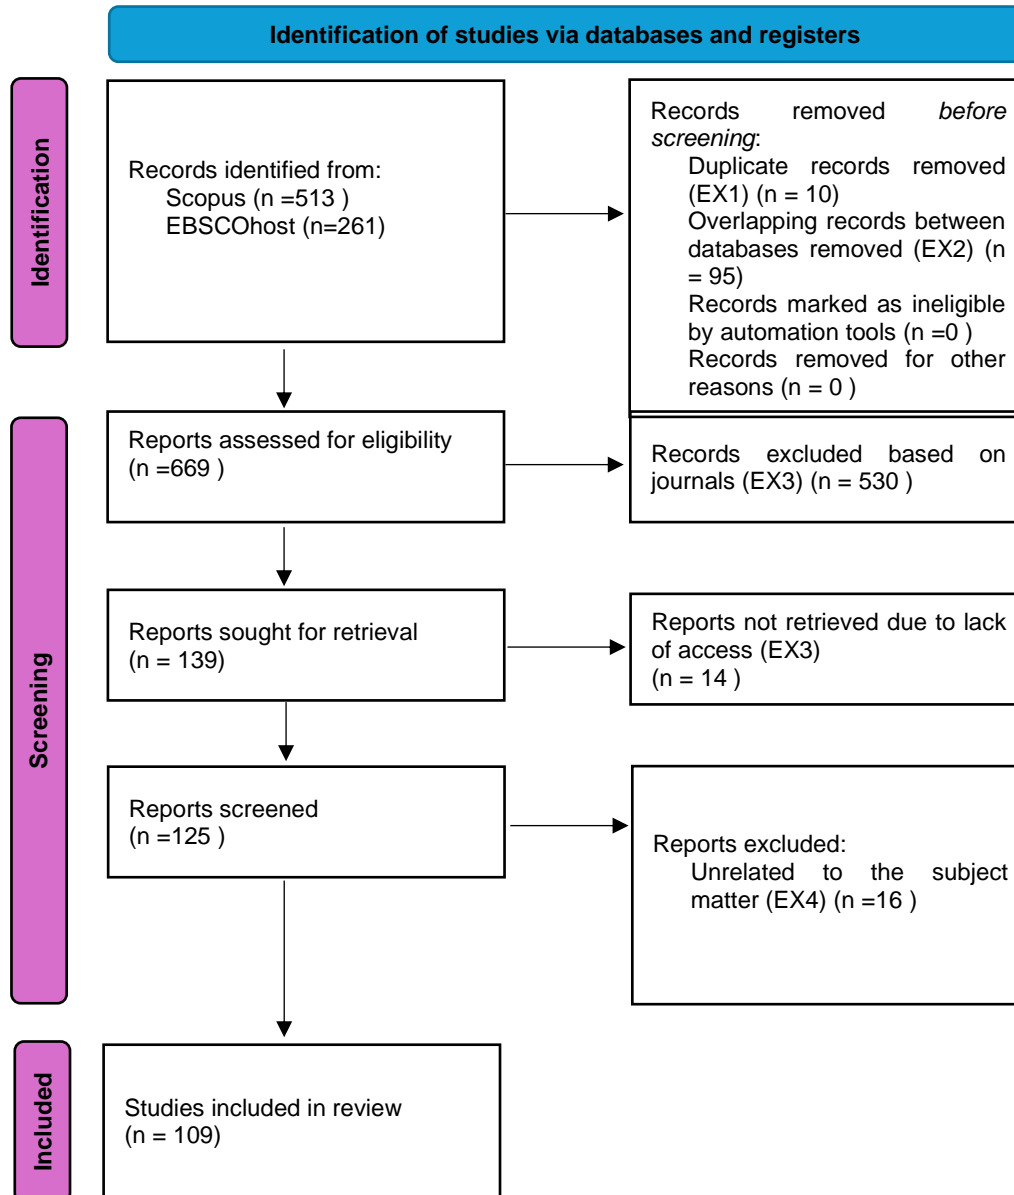 Identification of studies via databases and registers
Identification
Records identified from:
Scopus (n =513 )
EBSCOhost (n=261)
Records removed before
screening:
Duplicate records removed
(EX1) (n = 10)
Overlapping records between
databases removed (EX2) (n
= 95)
Records marked as ineligible
by automation tools (n =0 )
Records removed for other
reasons (n = 0 )
Screening
Reports assessed for eligibility
(n =669 )
Records excluded based on
journals (EX3) (n = 530 )
Reports sought for retrieval
(n = 139)
Reports not retrieved due to lack
of access (EX3)
(n = 14 )
Reports screened
(n =125 )
Reports excluded:
Unrelated to the subject
matter (EX4) (n =16 )
Included
Studies included in review
(n = 109)